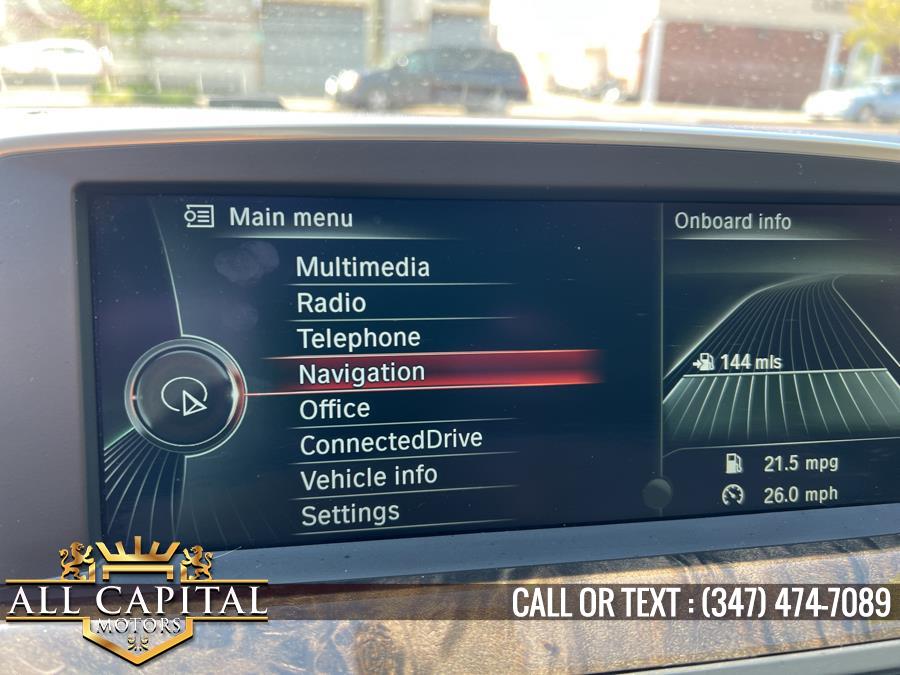 Main menu
Multimedia
Radio
Telephone
Navigation
Office
ConnectedDrive
Vehicle info
Settings
Onboard info
144 mls
21.5 mpg
26.0 mph
ALL CAPITAL
MOTORS
CALL OR TEXT : (347) 474-7089